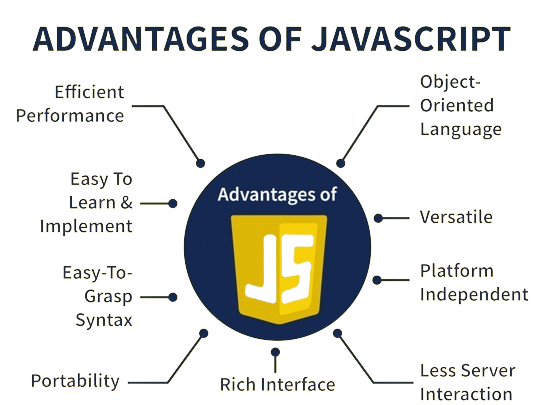 ADVANTAGES OF JAVASCRIPT
Efficient
Performance
Easy To
Learn &
Implement
Easy-To-
Grasp
Syntax
Portability
Advantages of
JS
Rich Interface
Object-
Oriented
Language
Versatile
Platform
Independent
Less Server
Interaction